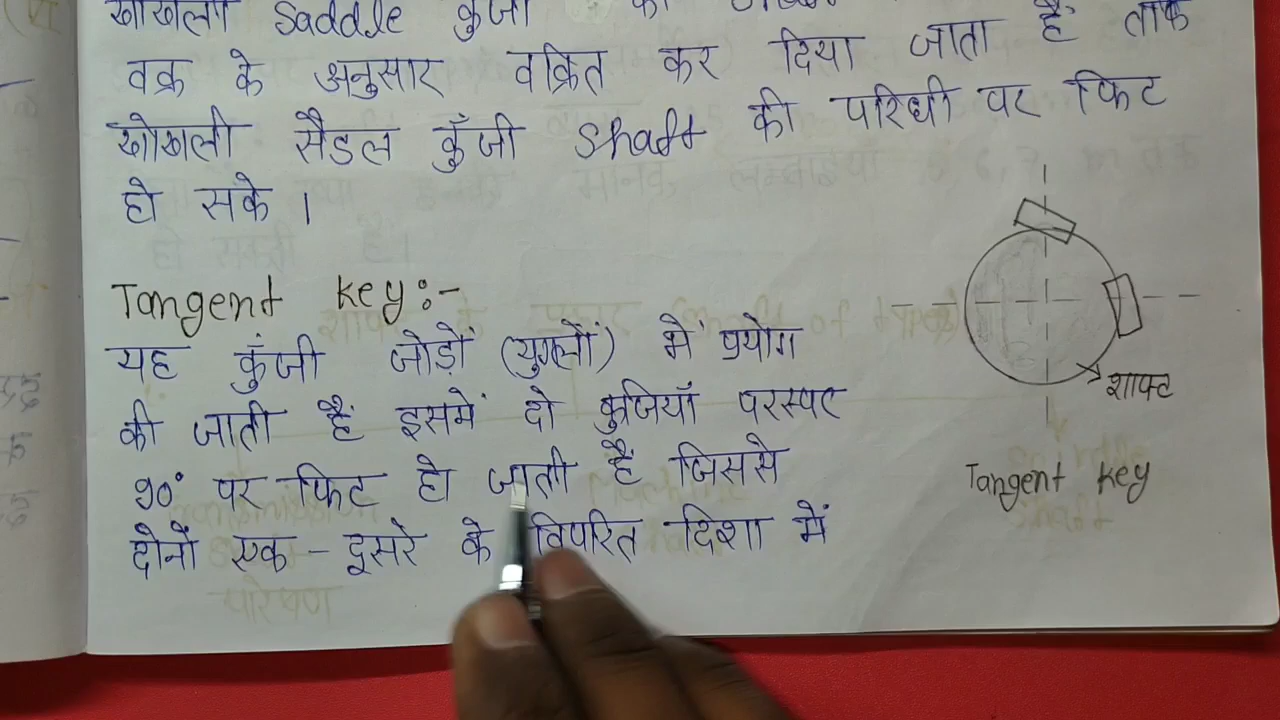 खोखली saddle कुंजी को
वक्र के अनुसार वक्रित कर दिया जाता हैं ताकि
खोखली सैडल कुँजी shaft की परिधी पर फिट
हो सके ।
Tangent key:-
यह कुंजी जोड़ों (युगलों) में प्रयोग
की जाती हैं इसमें दो कुंजियाँ परस्पर
90° पर फिट हो जाती हैं जिससे
दोनों एक - दूसरे के विपरित दिशा में
शाफ्ट
Tangent key